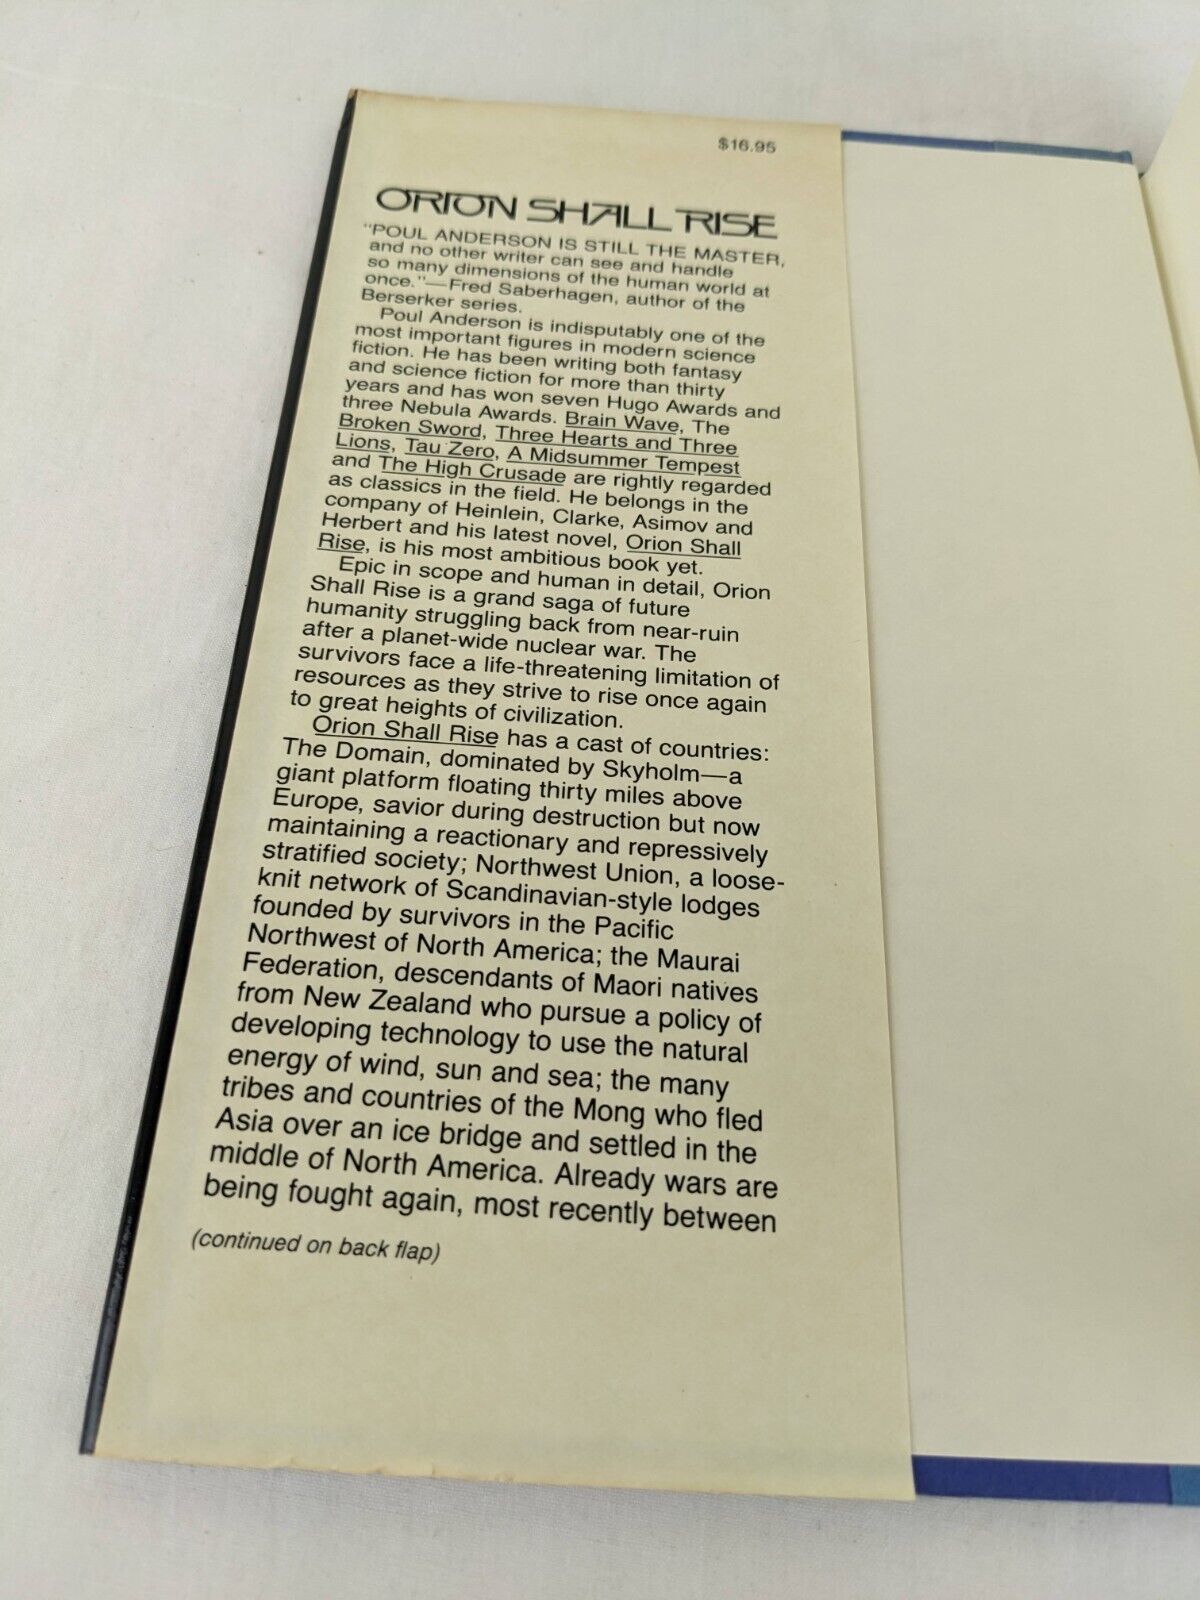 $16.95
ORION SHALL RISE
"POUL ANDERSON IS STILL THE MASTER,
and no other writer can see and handle
so many dimensions of the human world at
once."—Fred Saberhagen, author of the
Berserker series.
Poul Anderson is indisputably one of the
most important figures in modern science
fiction. He has been writing both fantasy
and science fiction for more than thirty
years and has won seven Hugo Awards and
three Nebula Awards. Brain Wave, The
Broken Sword, Three Hearts and Three
Lions, Tau Zero, A Midsummer Tempest
and The High Crusade are rightly regarded
as classics in the field. He belongs in the
company of Heinlein, Clarke, Asimov and
Herbert and his latest novel, Orion Shall
Rise, is his most ambitious book yet.
Epic in scope and human in detail, Orion
Shall Rise is a grand saga of future
humanity struggling back from near-ruin
after a planet-wide nuclear war. The
survivors face a life-threatening limitation of
resources as they strive to rise once again
to great heights of civilization.
Orion Shall Rise has a cast of countries:
The Domain, dominated by Skyholm—a
giant platform floating thirty miles above
Europe, savior during destruction but now
maintaining a reactionary and repressively
stratified society; Northwest Union, a loose-
knit network of Scandinavian-style lodges
founded by survivors in the Pacific
Northwest of North America; the Maurai
Federation, descendants of Maori natives
from New Zealand who pursue a policy of
developing technology to use the natural
energy of wind, sun and sea; the many
tribes and countries of the Mong who fled
Asia over an ice bridge and settled in the
middle of North America. Already wars are
being fought again, most recently between
(continued on back flap)